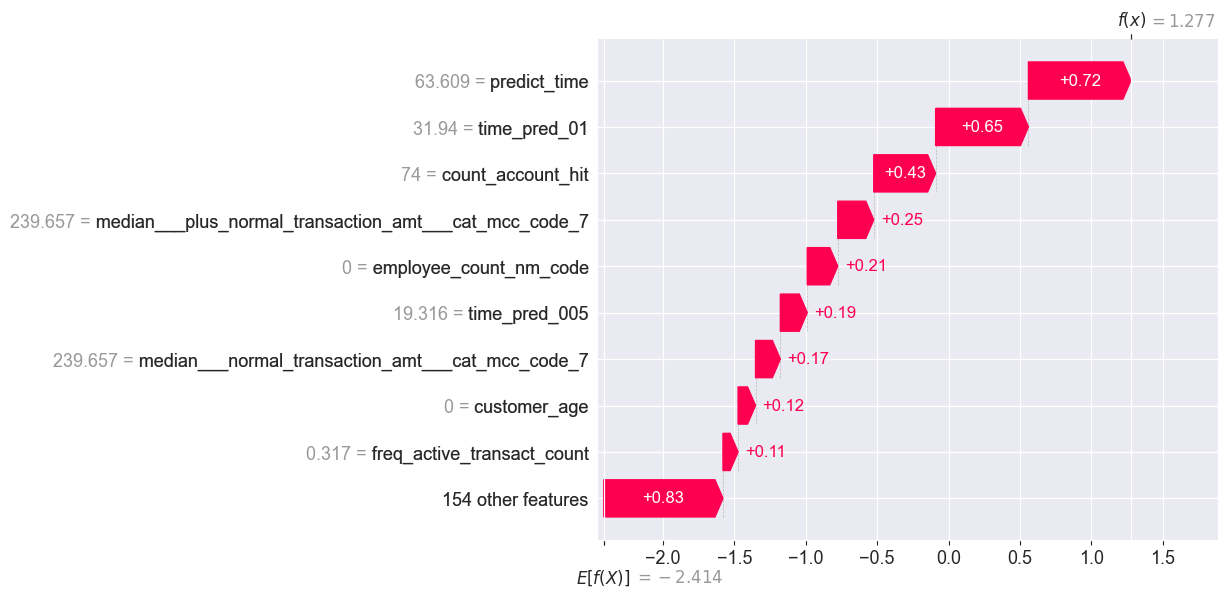 f(x) = 1.277
63.609 = predict_time
+0.72
31.94 = time_pred_01
+0.65
74 = count_account_hit
+0.43
239.657 = median___plus_normal_transaction_amt___cat_mcc_code_7
+0.25
0 = employee_count_nm_code
+0.21
19.316 = time_pred_005
+0.19
239.657 = median___normal_transaction_amt___cat_mcc_code_7
+0.17
0 = customer_age
+0.12
0.317 = freq_active_transact_count
+0.11
154 other features
+0.83
−2.0 −1.5 −1.0 −0.5 0.0 0.5 1.0 1.5
E[f(X)] = −2.414